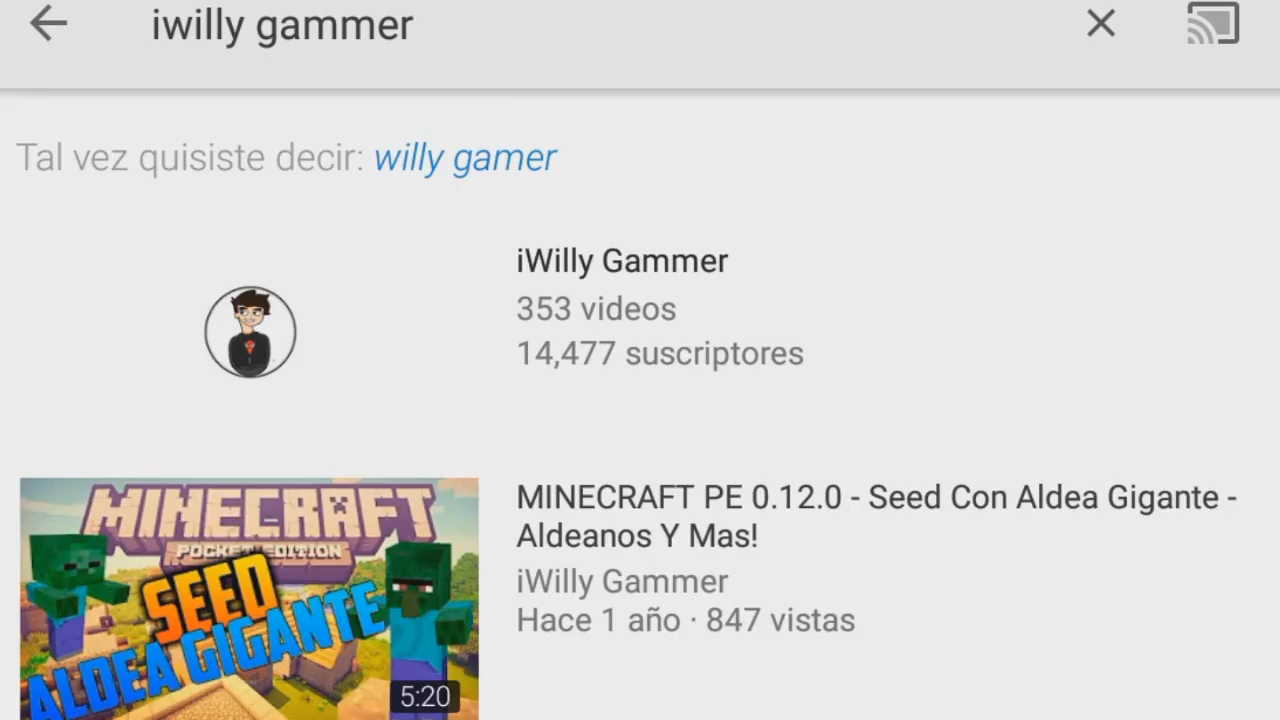 iwilly gammer
Tal vez quisiste decir: willy gamer
iWilly Gammer
353 videos
14,477 suscriptores
MINECRAFT
POCKET EDITION
SEED
ALDEA GIGANTE
5:20
MINECRAFT PE 0.12.0 - Seed Con Aldea Gigante -
Aldeanos Y Mas!
iWilly Gammer
Hace 1 año · 847 vistas